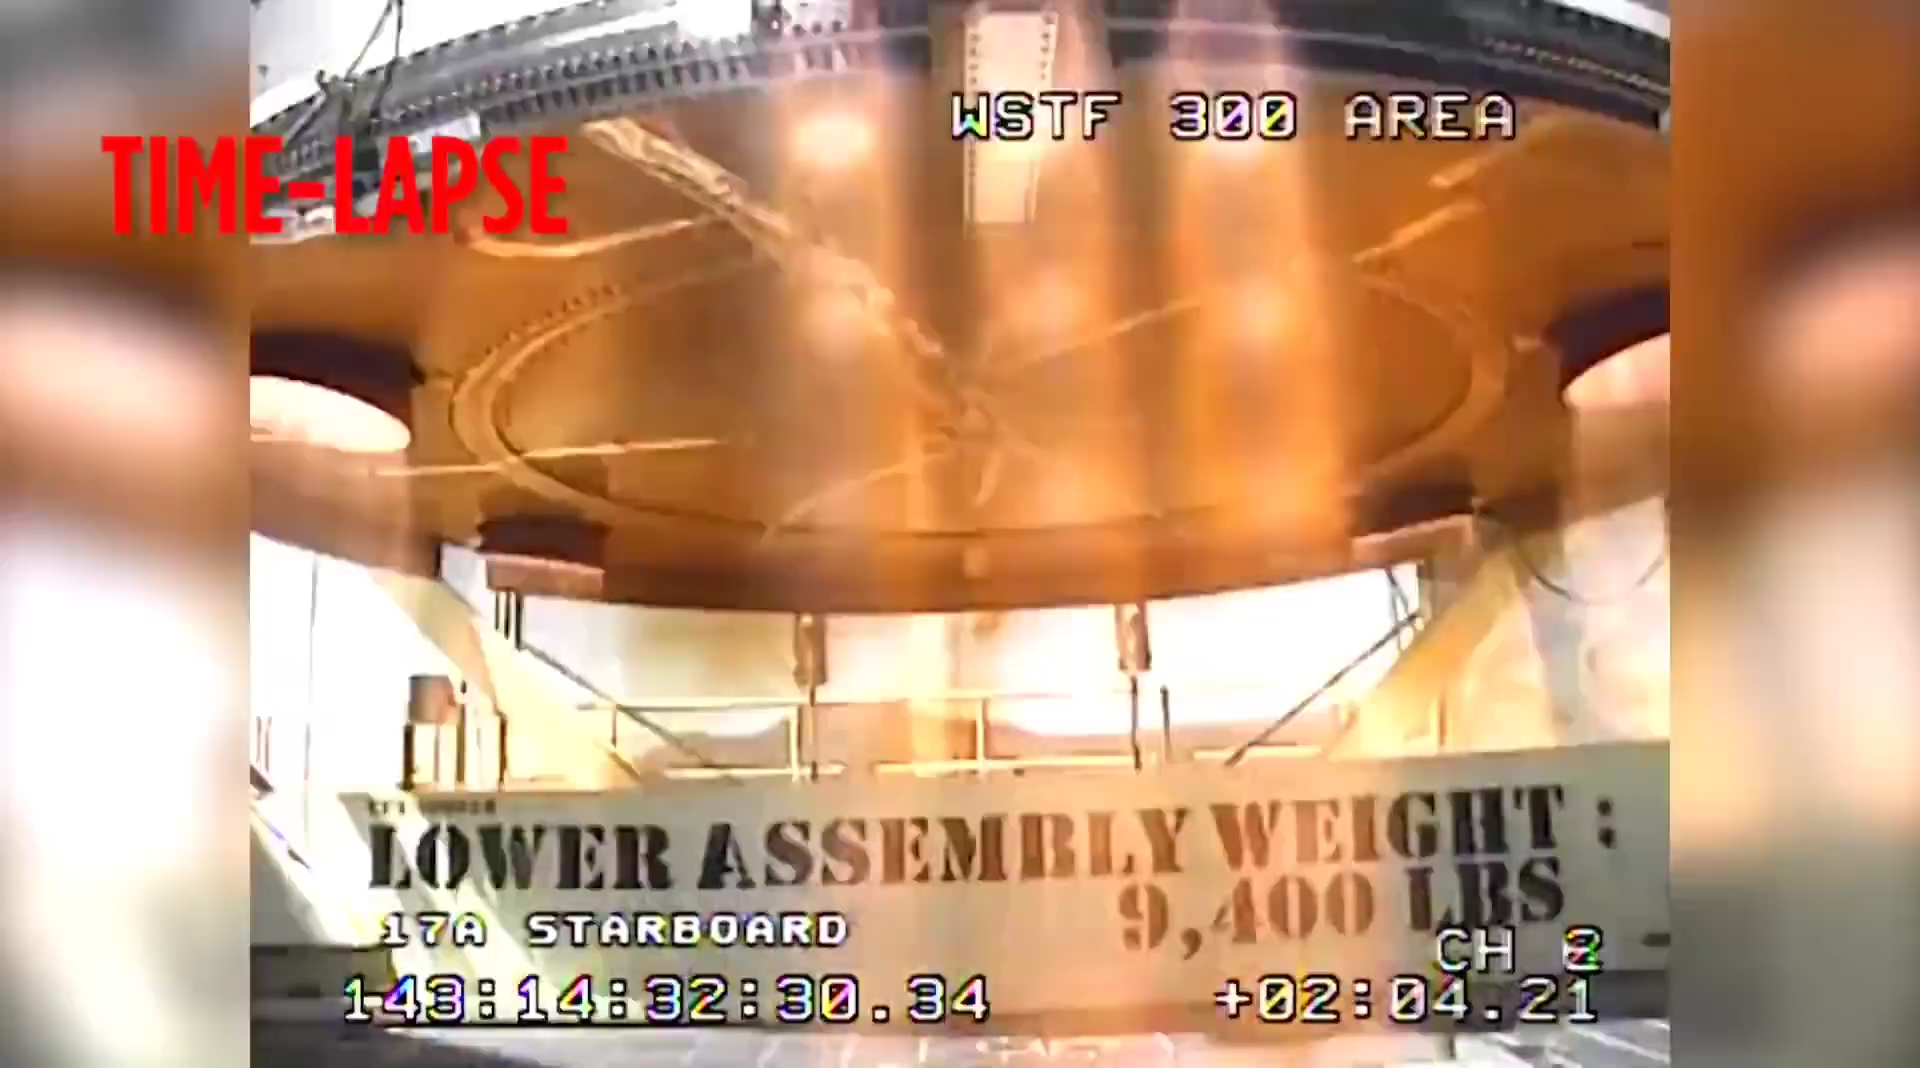 WSTF 300 AREA
TIME-LAPSE
LOWER ASSEMBLY WEIGHT :
9,400 LBS
17A STARBOARD
CH 2
143:14:32:30.34
+02:04.21